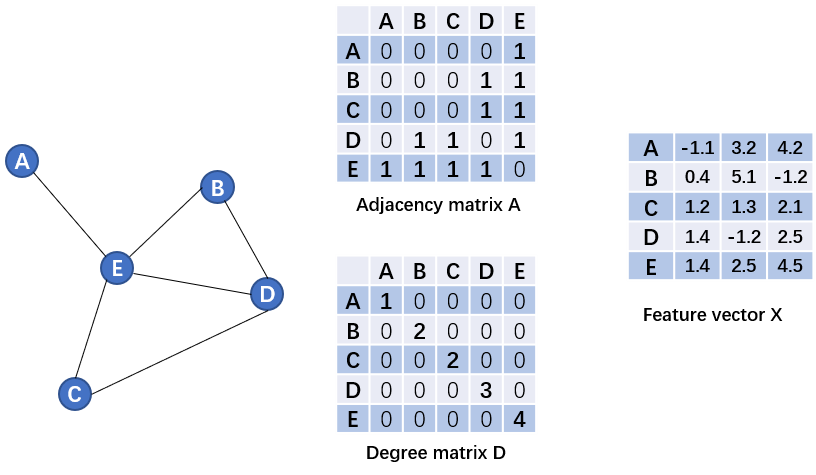 A
B
E
D
C
A B C D E
A 0 0 0 0 1
B 0 0 0 1 1
C 0 0 0 1 1
D 0 1 1 0 1
E 1 1 1 1 0
Adjacency matrix A
A B C D E
A 1 0 0 0 0
B 0 2 0 0 0
C 0 0 2 0 0
D 0 0 0 3 0
E 0 0 0 0 4
Degree matrix D
A -1.1 3.2 4.2
B 0.4 5.1 -1.2
C 1.2 1.3 2.1
D 1.4 -1.2 2.5
E 1.4 2.5 4.5
Feature vector X